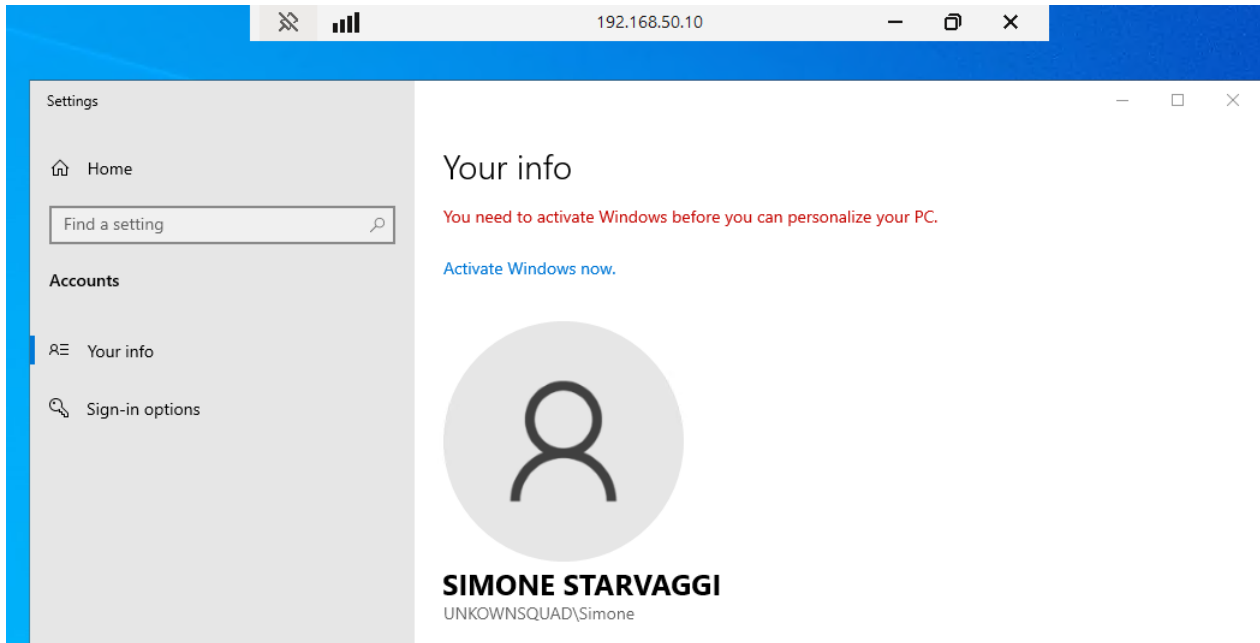 192.168.50.10
Settings
Home
Find a setting
Accounts
Your info
Sign-in options
Your info
You need to activate Windows before you can personalize your PC.
Activate Windows now.
SIMONE STARVAGGI
UNKOWNSQUAD\Simone